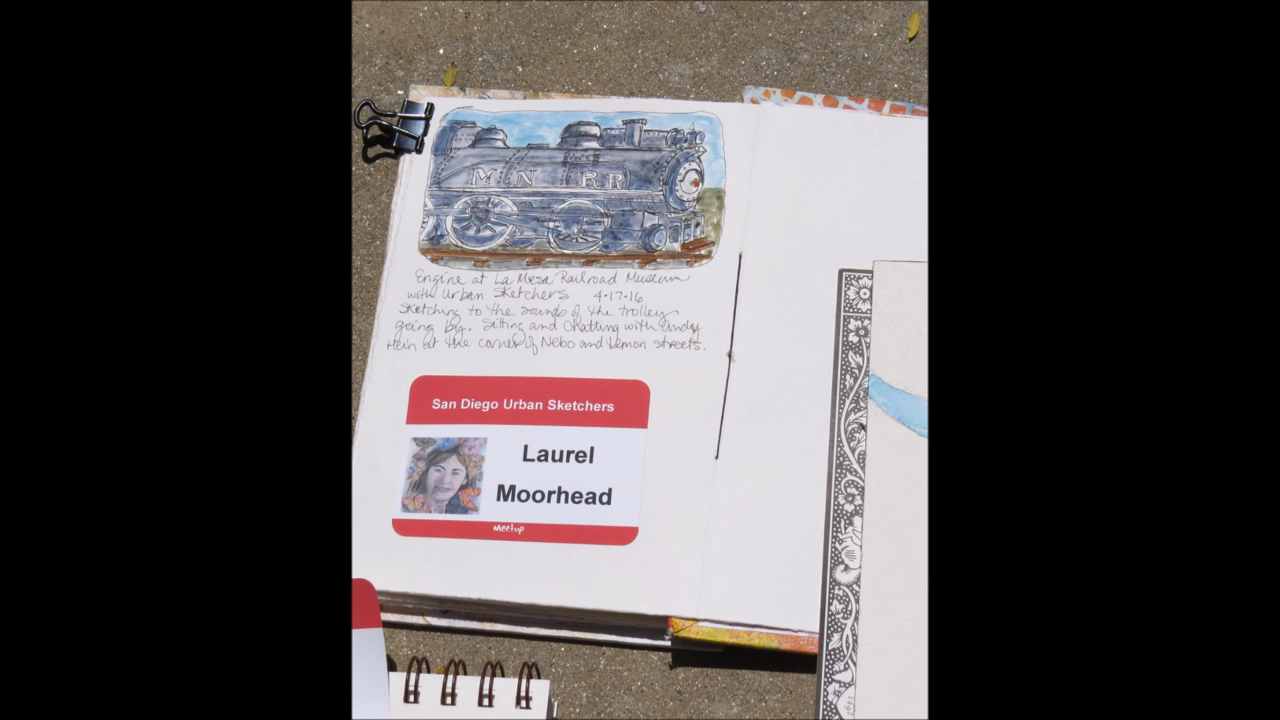 MN RR
Engine at La Mesa Railroad Museum
with Urban Sketchers 4.17.16
Sketching to the sounds of the trolley
going by. Sitting and chatting with
at the corner of Nebo and Lemon streets.
San Diego Urban Sketchers
Laurel
Moorhead
Meetup